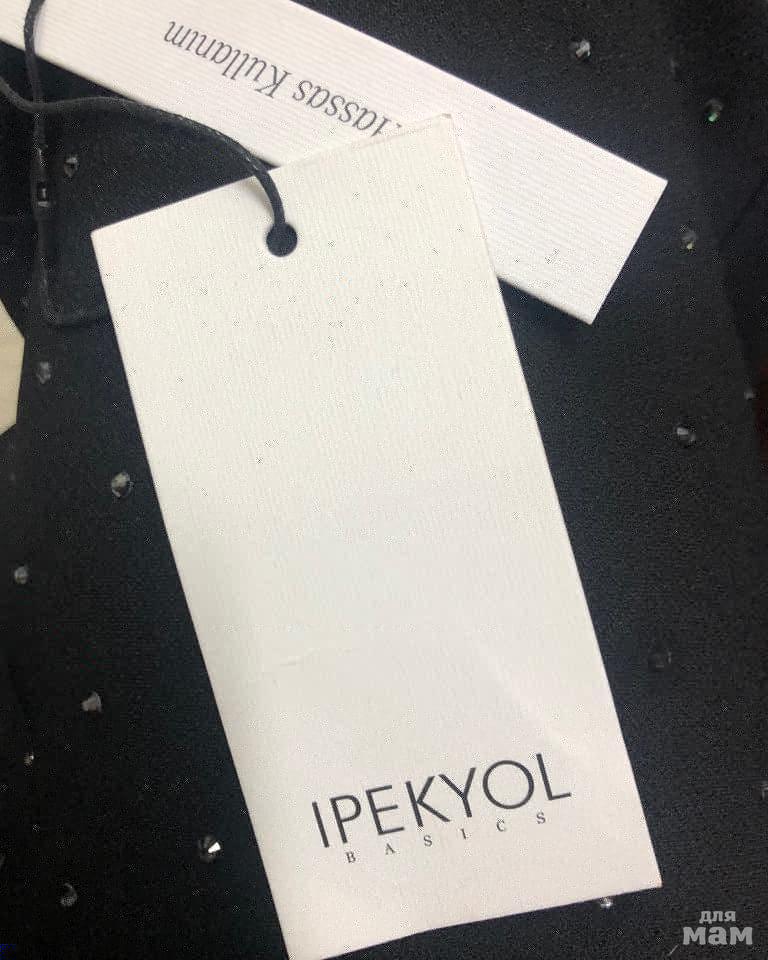 Hassas Kullanım
IPEKYOL
BASICS
для
мам